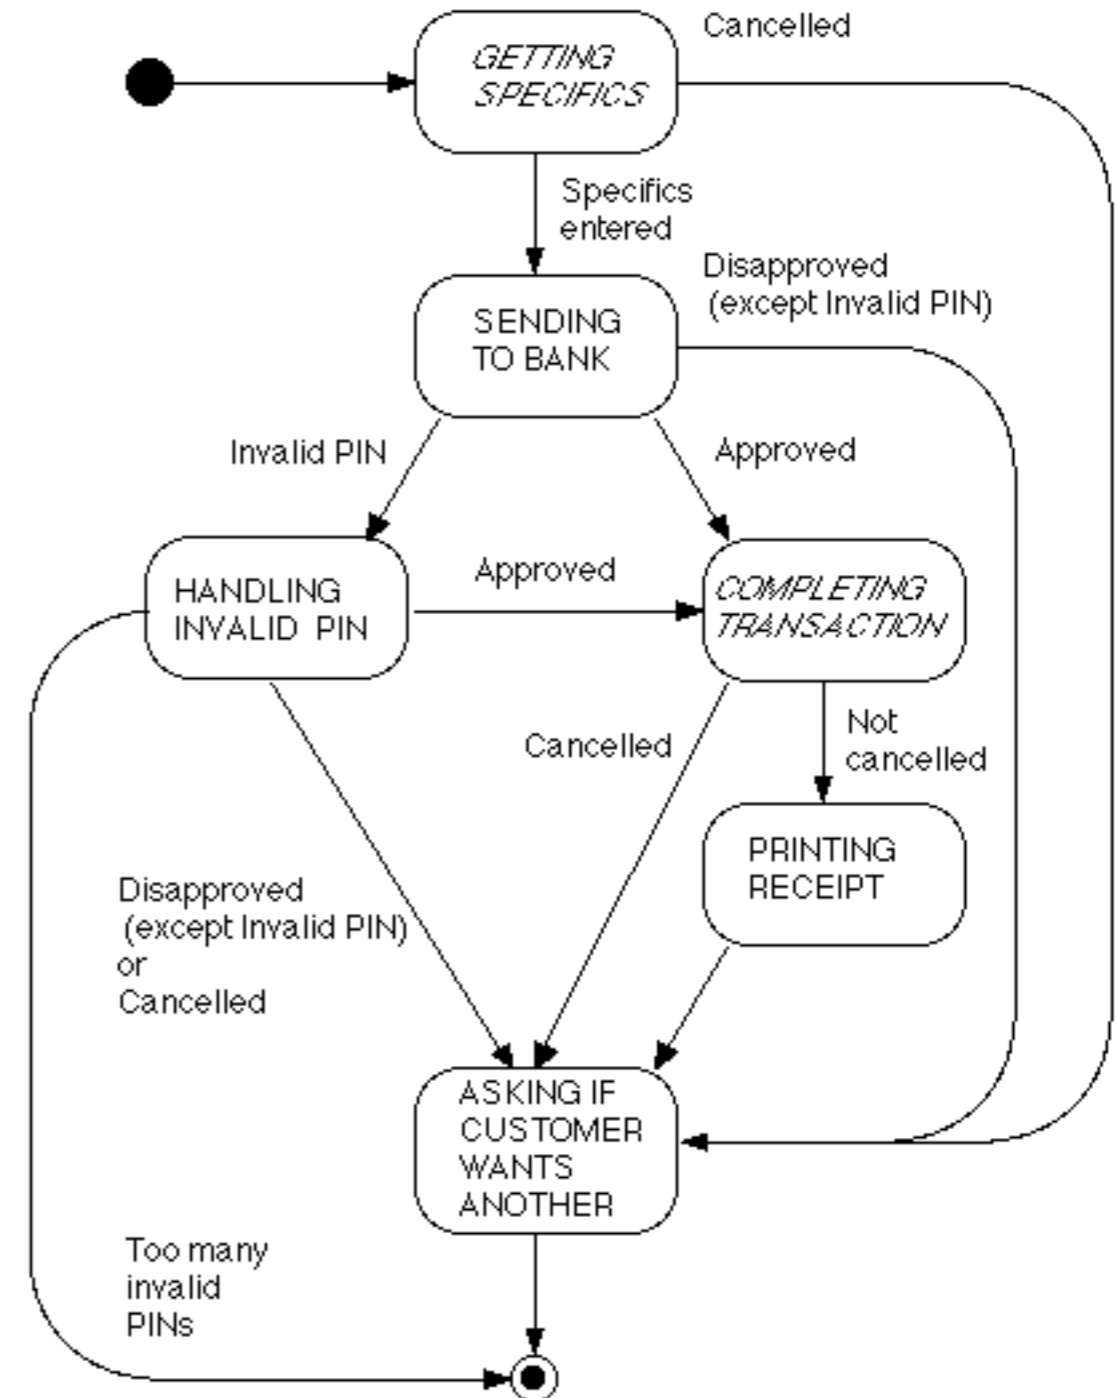 Cancelled
GETTING
SPECIFICS
Specifics
entered
Disapproved
(except Invalid PIN)
SENDING
TO BANK
Invalid PIN
Approved
Approved
HANDLING
INVALID PIN
COMPLETING
TRANSACTION
Not
cancelled
Cancelled
PRINTING
RECEIPT
Disapproved
(except Invalid PIN)
or
Cancelled
ASKING IF
CUSTOMER
WANTS
ANOTHER
Too many
invalid
PINs